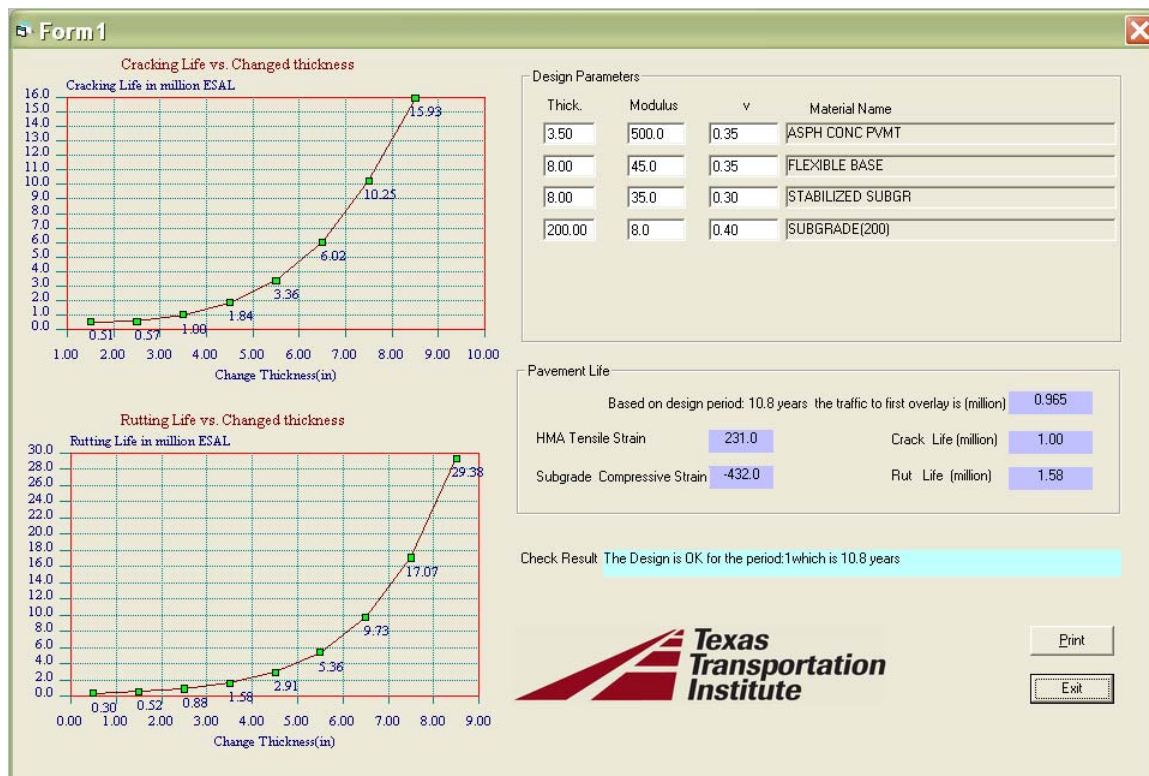 Form1
Cracking Life vs. Changed thickness
Cracking Life in million ESAL
16.0
15.0
14.0
13.0
12.0
11.0
10.0
9.0
8.0
7.0
6.0
5.0
4.0
3.0
2.0
1.0
0.0
0.51
0.57
1.00
1.84
3.36
6.02
10.25
15.93
1.00 2.00 3.00 4.00 5.00 6.00 7.00 8.00 9.00 10.00
Change Thickness(in)
Rutting Life vs. Changed thickness
Rutting Life in million ESAL
30.0
28.0
26.0
24.0
22.0
20.0
18.0
16.0
14.0
12.0
10.0
8.0
6.0
4.0
2.0
0.0
0.30
0.52
0.88
1.58
2.91
5.36
9.73
17.07
29.38
0.00 1.00 2.00 3.00 4.00 5.00 6.00 7.00 8.00 9.00
Change Thickness(in)
Design Parameters
Thick. Modulus v Material Name
3.50 500.0 0.35 ASPH CONC PVMT
8.00 45.0 0.35 FLEXIBLE BASE
8.00 35.0 0.30 STABILIZED SUBGR
200.00 8.0 0.40 SUBGRADE(200)
Pavement Life
Based on design period: 10.8 years the traffic to first overlay is (million) 0.965
HMA Tensile Strain 231.0 Crack Life (million) 1.00
Subgrade Compressive Strain -432.0 Rut Life (million) 1.58
Check Result The Design is OK for the period:1which is 10.8 years
Texas
Transportation
Institute
Print
Exit